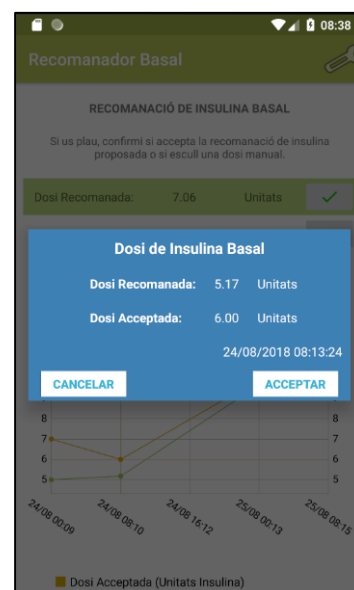 08:38
Recomanador Basal
RECOMANACIÓ DE INSULINA BASAL
Si us plau, confirmi si accepta la recomanació de insulina
proposada o si escull una dosi manual.
Dosi Recomanada: 7.06 Unitats
Dosi de Insulina Basal
Dosi Recomanada: 5.17 Unitats
Dosi Acceptada: 6.00 Unitats
24/08/2018 08:13:24
CANCELAR ACCEPTAR
8 8
7 7
6 6
5 5
24/08 00:09 24/08 08:10 24/08 16:12 25/08 00:13 25/08 08:15
Dosi Acceptada (Unitats Insulina)